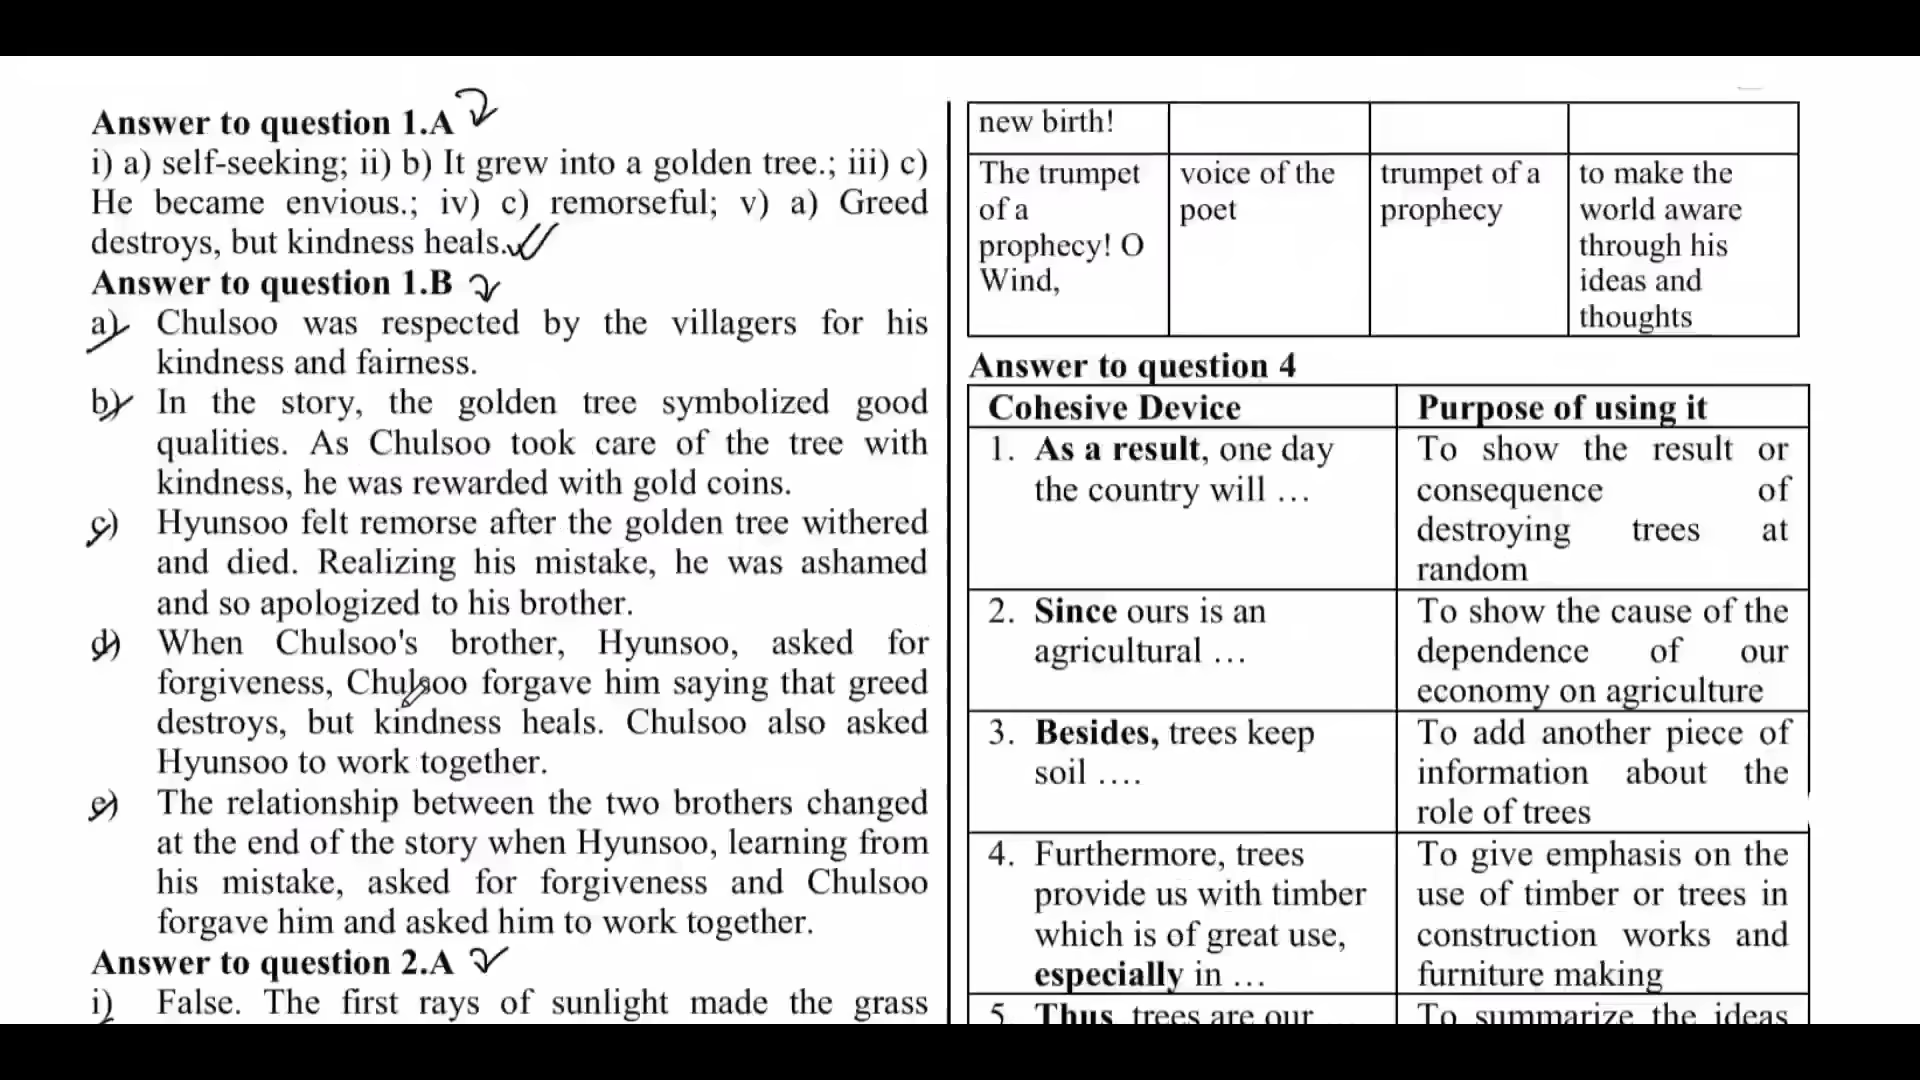 Answer to question 1.A
i) a) self-seeking; ii) b) It grew into a golden tree.; iii) c)
He became envious.; iv) c) remorseful; v) a) Greed
destroys, but kindness heals.
Answer to question 1.B
a) Chulsoo was respected by the villagers for his
kindness and fairness.
b) In the story, the golden tree symbolized good
qualities. As Chulsoo took care of the tree with
kindness, he was rewarded with gold coins.
c) Hyunsoo felt remorse after the golden tree withered
and died. Realizing his mistake, he was ashamed
and so apologized to his brother.
d) When Chulsoo's brother, Hyunsoo, asked for
forgiveness, Chulsoo forgave him saying that greed
destroys, but kindness heals. Chulsoo also asked
Hyunsoo to work together.
e) The relationship between the two brothers changed
at the end of the story when Hyunsoo, learning from
his mistake, asked for forgiveness and Chulsoo
forgave him and asked him to work together.
Answer to question 2.A
i) False. The first rays of sunlight made the grass
new birth!
The trumpet
of a
prophecy! O
Wind,
voice of the
poet
trumpet of a
prophecy
to make the
world aware
through his
ideas and
thoughts
Answer to question 4
Cohesive Device
Purpose of using it
1. As a result, one day
the country will …
To show the result or
consequence of
destroying trees at
random
2. Since ours is an
agricultural …
To show the cause of the
dependence of our
economy on agriculture
3. Besides, trees keep
soil ….
To add another piece of
information about the
role of trees
4. Furthermore, trees
provide us with timber
which is of great use,
especially in …
To give emphasis on the
use of timber or trees in
construction works and
furniture making
5. Thus, trees are our
To summarize the ideas